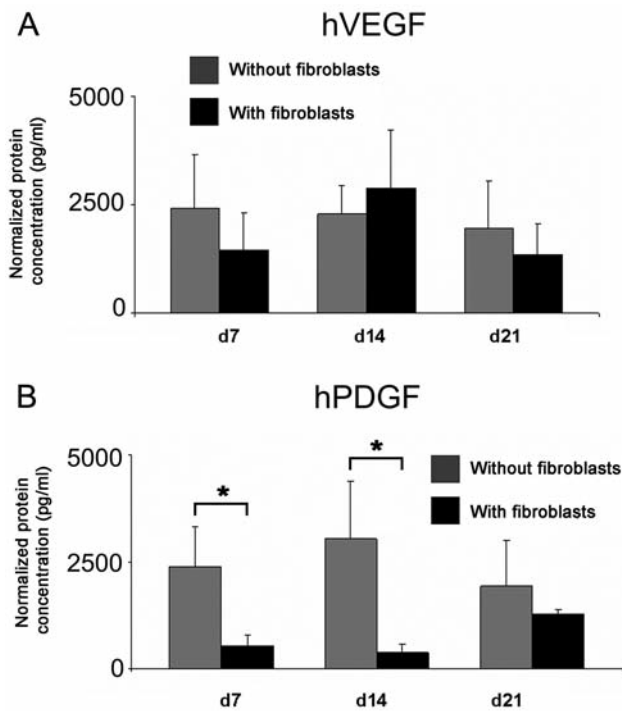 A
hVEGF
Without fibroblasts
With fibroblasts
Normalized protein
concentration (pg/ml)
5000
2500
0
d7
d14
d21
B
hPDGF
Without fibroblasts
With fibroblasts
Normalized protein
concentration (pg/ml)
5000
2500
0
*
*
d7
d14
d21